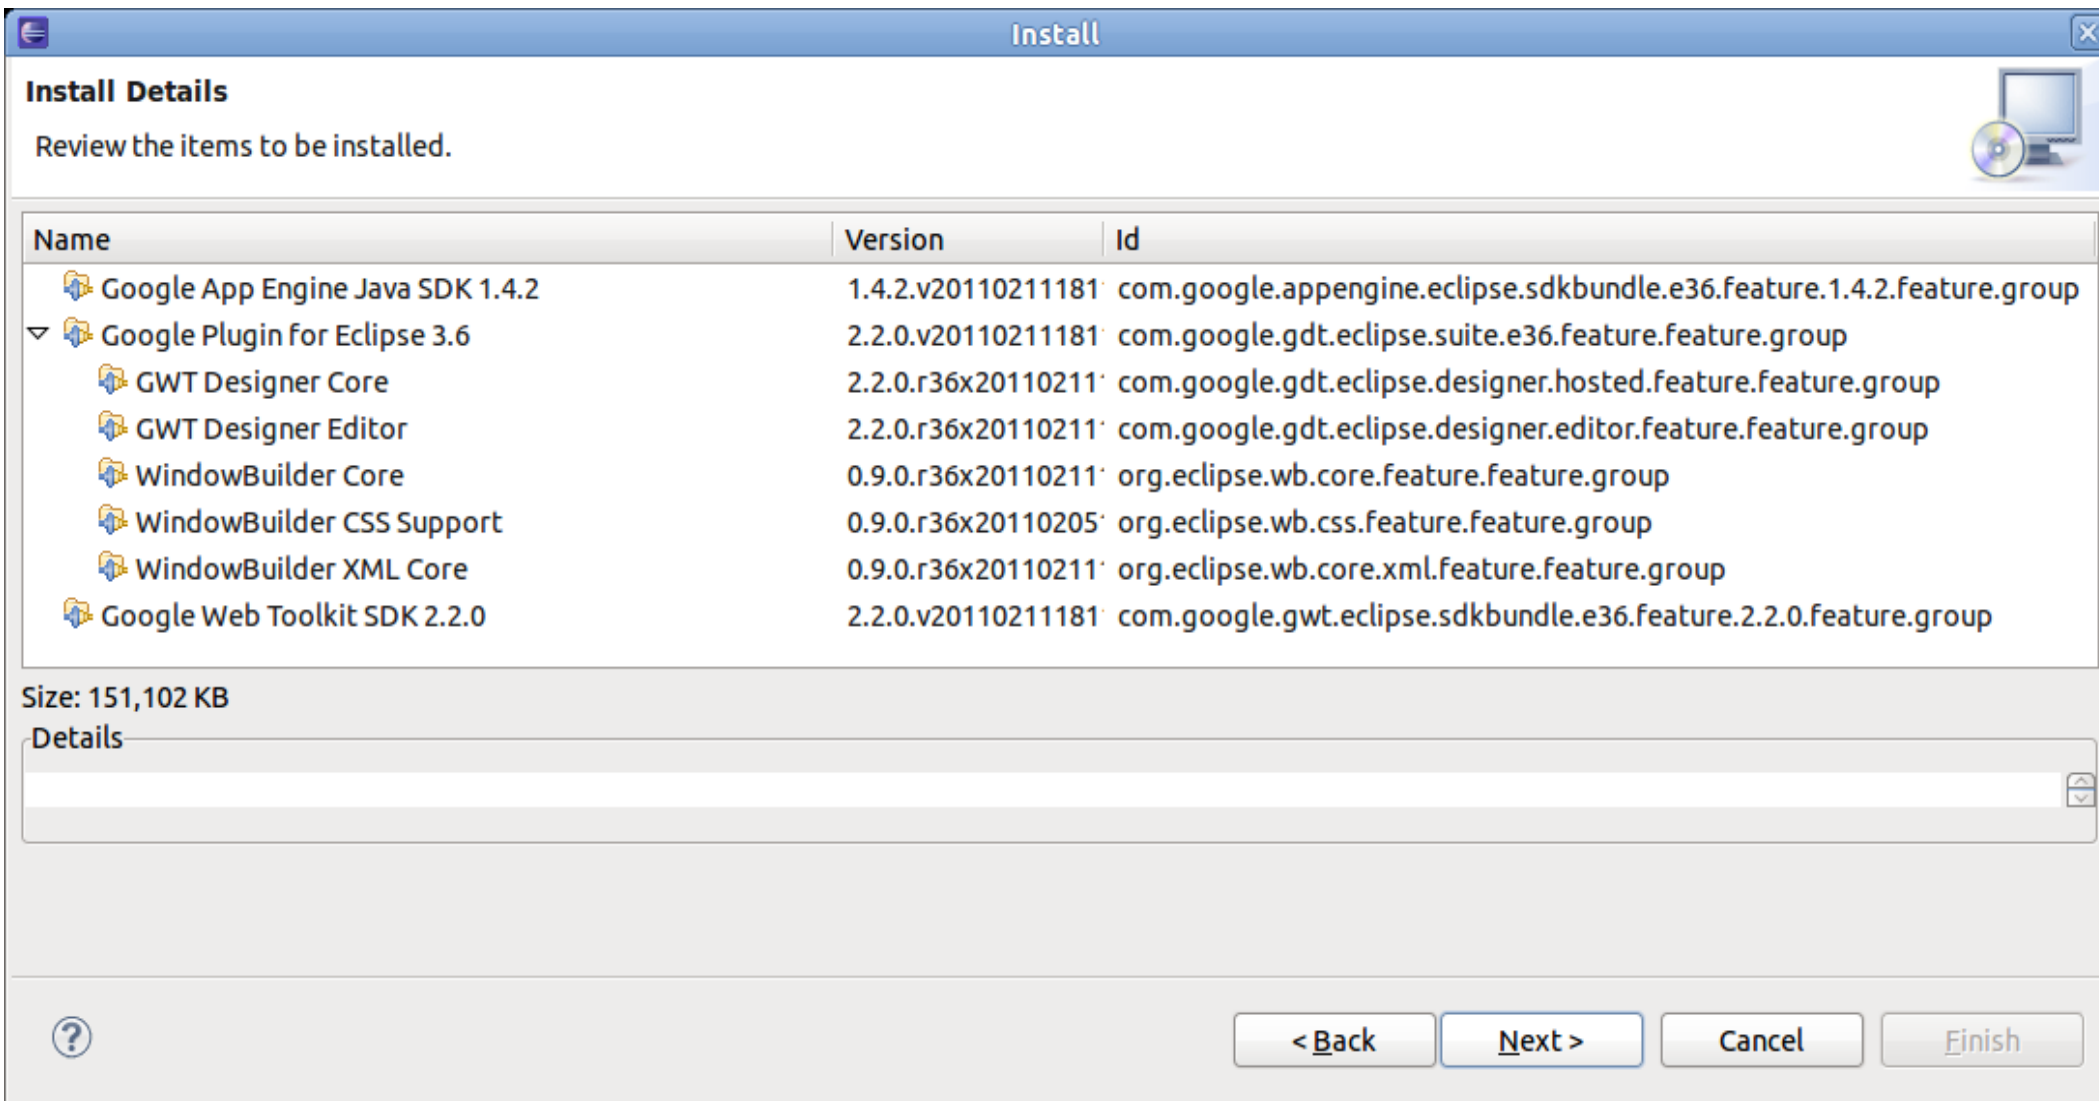 Install
Install Details
Review the items to be installed.
Name Version Id
Google App Engine Java SDK 1.4.2 1.4.2.v20110211181 com.google.appengine.eclipse.sdkbundle.e36.feature.1.4.2.feature.group
Google Plugin for Eclipse 3.6 2.2.0.v20110211181 com.google.gdt.eclipse.suite.e36.feature.feature.group
GWT Designer Core 2.2.0.r36x20110211 com.google.gdt.eclipse.designer.hosted.feature.feature.group
GWT Designer Editor 2.2.0.r36x20110211 com.google.gdt.eclipse.designer.editor.feature.feature.group
WindowBuilder Core 0.9.0.r36x20110211 org.eclipse.wb.core.feature.feature.group
WindowBuilder CSS Support 0.9.0.r36x20110205 org.eclipse.wb.css.feature.feature.group
WindowBuilder XML Core 0.9.0.r36x20110211 org.eclipse.wb.core.xml.feature.feature.group
Google Web Toolkit SDK 2.2.0 2.2.0.v20110211181 com.google.gwt.eclipse.sdkbundle.e36.feature.2.2.0.feature.group
Size: 151,102 KB
Details
? < Back Next > Cancel Finish